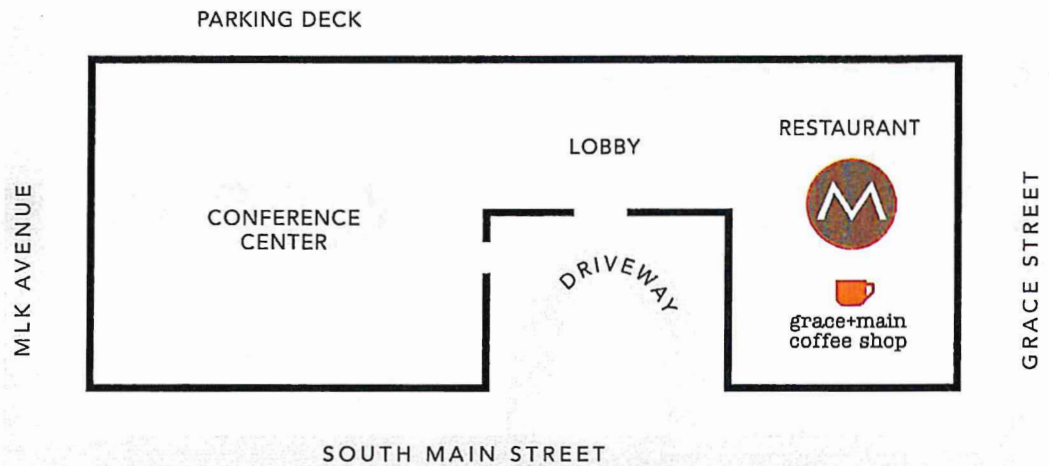 PARKING DECK
LOBBY
RESTAURANT
M
CONFERENCE
CENTER
MLK AVENUE
GRACE STREET
DRIVEWAY
grace+main
coffee shop
SOUTH MAIN STREET